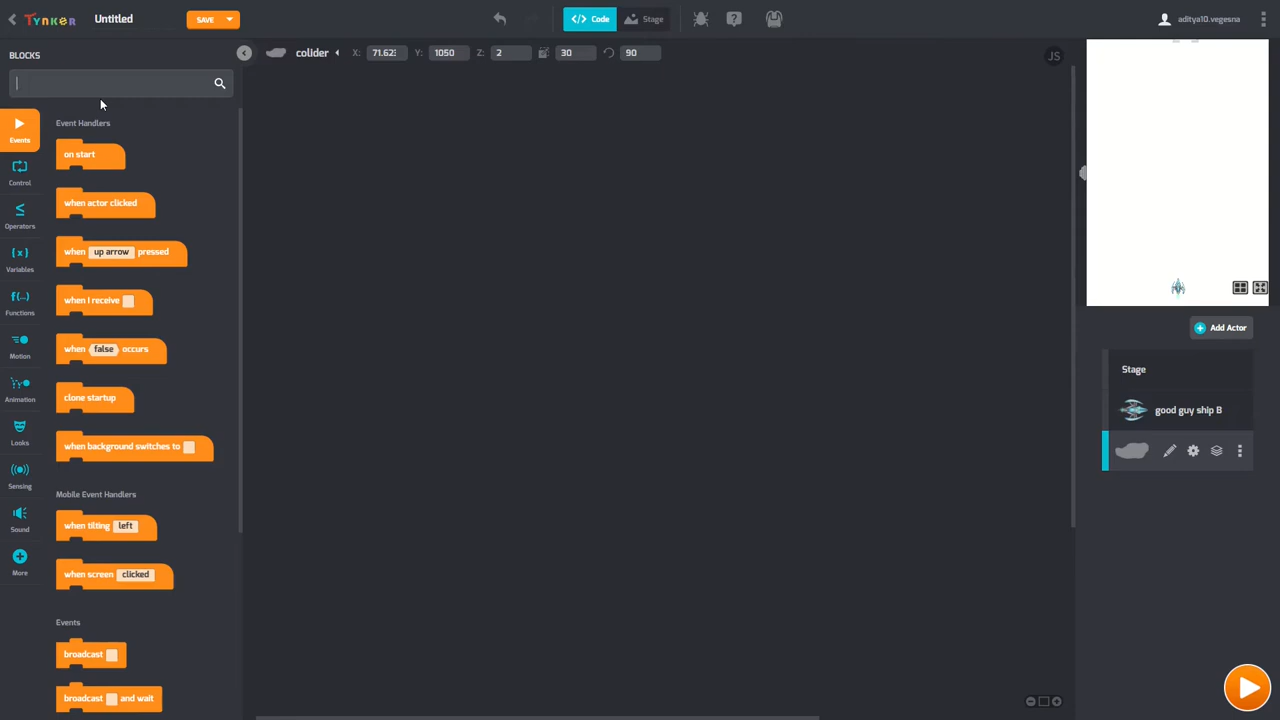 TYNKER
Untitled
SAVE
</> Code
Stage
aditya10.vegesna
BLOCKS
colider
X: 71.62
Y: 1050
Z: 2
30
90
JS
Events
Control
Operators
Variables
Functions
Motion
Animation
Looks
Sensing
Sound
More
Event Handlers
on start
when actor clicked
when up arrow pressed
when I receive
when false occurs
clone startup
when background switches to
Mobile Event Handlers
when tilting left
when screen clicked
Events
broadcast
broadcast and wait
Add Actor
Stage
good guy ship B